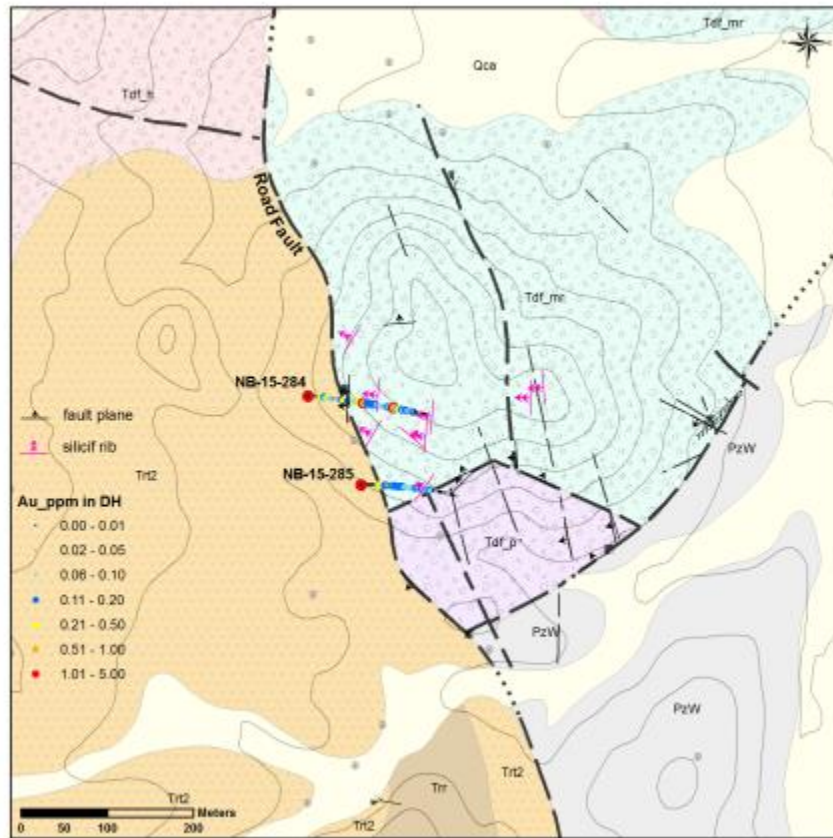 Tdf_mr
Qca
Tdf_fi
Road Fault
Tdf_mr
NB-15-284
fault plane
silicif rib
NB-15-285
PzW
Trt2
Au_ppm in DH
0.00 - 0.01
0.02 - 0.05
0.06 - 0.10
0.11 - 0.20
0.21 - 0.50
0.51 - 1.00
1.01 - 5.00
Tdf_p
PzW
PzW
Trt2
Trr
Trt2
Trt2
Meters
0 50 100 200